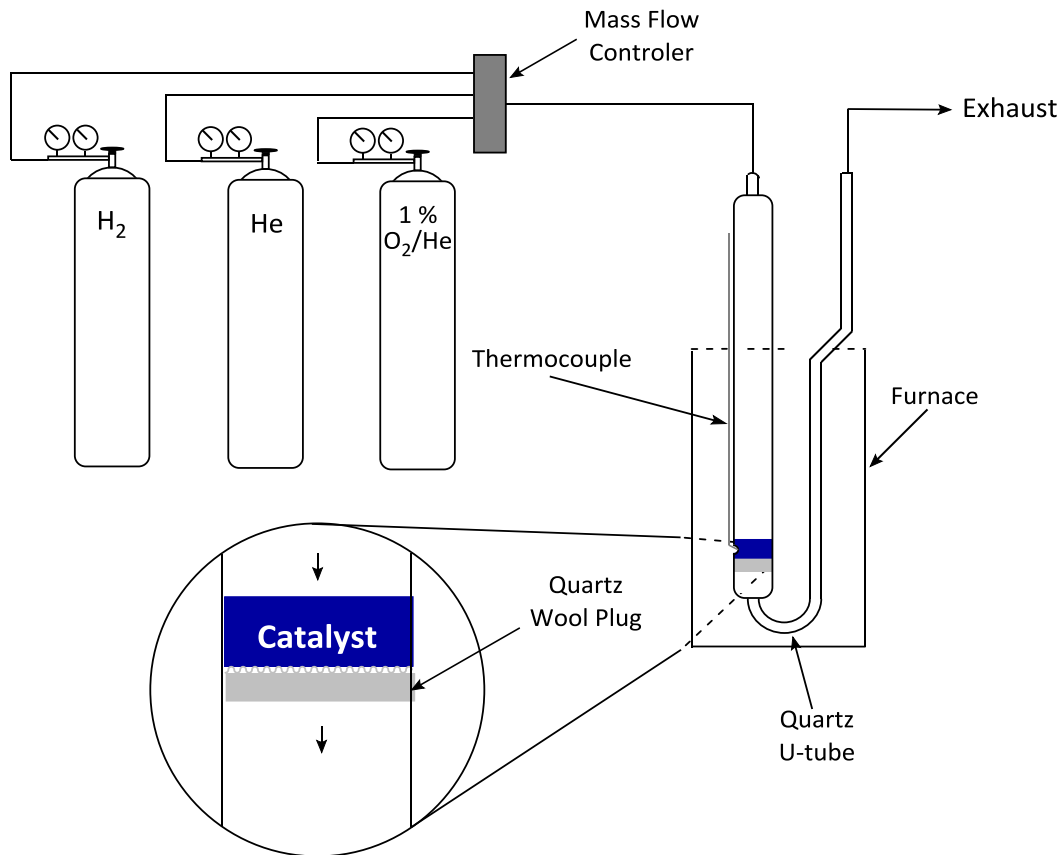 Mass Flow
Controler
Exhaust
H2
He
1 %
O2/He
Thermocouple
Furnace
Quartz
Wool Plug
Catalyst
Quartz
U-tube